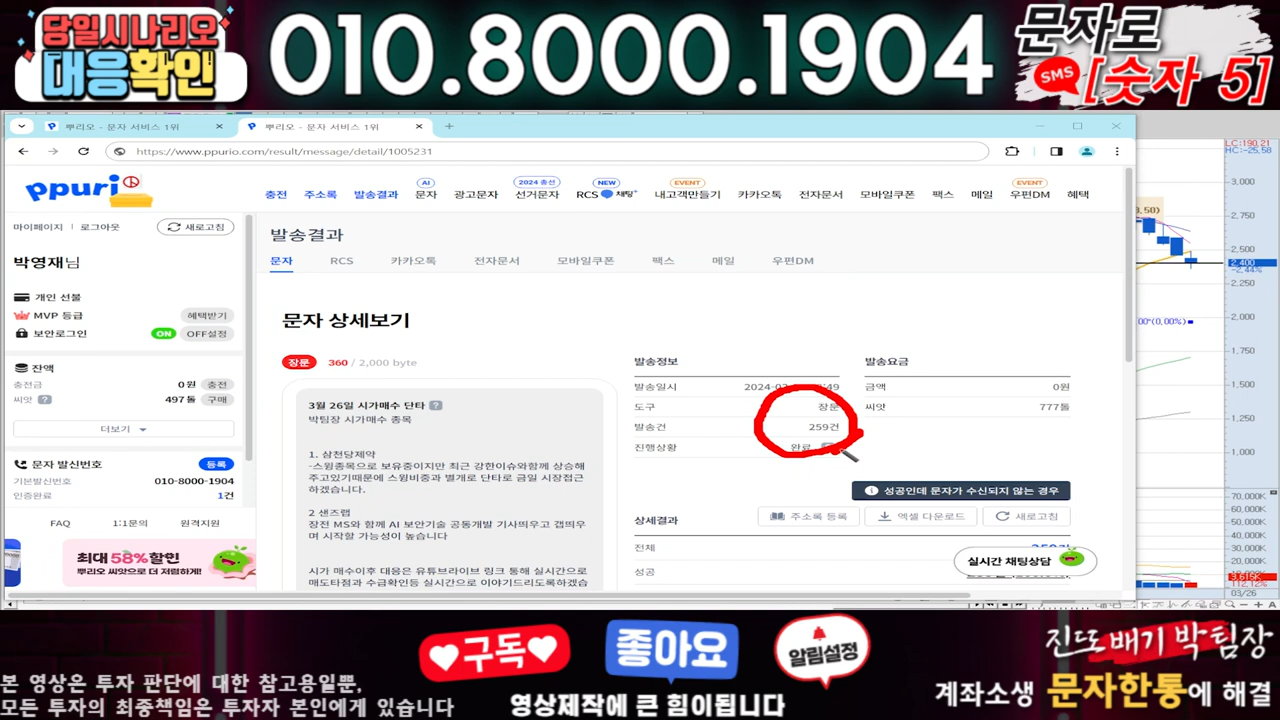 당일시나리오
대응확인
010.8000.1904
문자로
SMS [숫자 5]
뿌리오 - 문자 서비스 1위
뿌리오 - 문자 서비스 1위
https://www.ppurio.com/result/message/detail/1005231
ppuri
충전 주소록 발송결과 AI 문자 광고문자 2024 총선 선거문자 NEW RCS 채팅+ EVENT 내고객만들기 카카오톡 전자문서 모바일쿠폰 팩스 메일 EVENT 우편DM 혜택
마이페이지 | 로그아웃 새로고침
박영재님
개인 선불
MVP 등급 혜택받기
보안로그인 ON OFF설정
잔액
충전금 0원 충전
씨앗 ? 497톨 구매
더보기
문자 발신번호 등록
기본발신번호 010-8000-1904
인증완료 1건
FAQ 1:1문의 원격지원
최대 58%할인
뿌리오 씨앗으로 더 저렴하게!
발송결과
문자 RCS 카카오톡 전자문서 모바일쿠폰 팩스 메일 우편DM
문자 상세보기
장문 360 / 2,000 byte
3월 26일 시가매수 단타 ?
박팀장 시가매수 종목
1. 삼천당제약
-스윙종목으로 보유중이지만 최근 강한이슈와함께 상승해
주고있기때문에 스윙비중과 별개로 단타로 금일 시장접근
하겠습니다.
2 샌즈랩
장전 MS와 함께 AI 보안기술 공동개발 기사띄우고 갭띄우
며 시작할 가능성이 높습니다
시가 매수이후 대응은 유튜브라이브 링크 통해 실시간으로
매도타점과 수급확인등 실시간으로 이야기드리도록하겠습
발송정보
발송일시
도구 장문
발송건 259건
진행상황 완료
발송요금
금액 0원
씨앗 777톨
성공인데 문자가 수신되지 않는 경우
상세결과 주소록 등록 엑셀 다운로드 새로고침
전체
성공
실시간 채팅상담
LC:190.21
HC:-25.58
3,000
2,750
2,500
2,400
-2.44%
2,250
2,000
1,750
1,500
1,250
1,000
70,000K
60,000K
50,000K
40,000K
30,000K
20,000K
3,616K
112.12%
03/26
구독
좋아요
알림설정
영상제작에 큰 힘이됩니다
본 영상은 투자 판단에 대한 참고용일뿐,
모든 투자의 최종책임은 투자자 본인에게 있습니다
진또배기 박팀장
계좌소생 문자한통에 해결